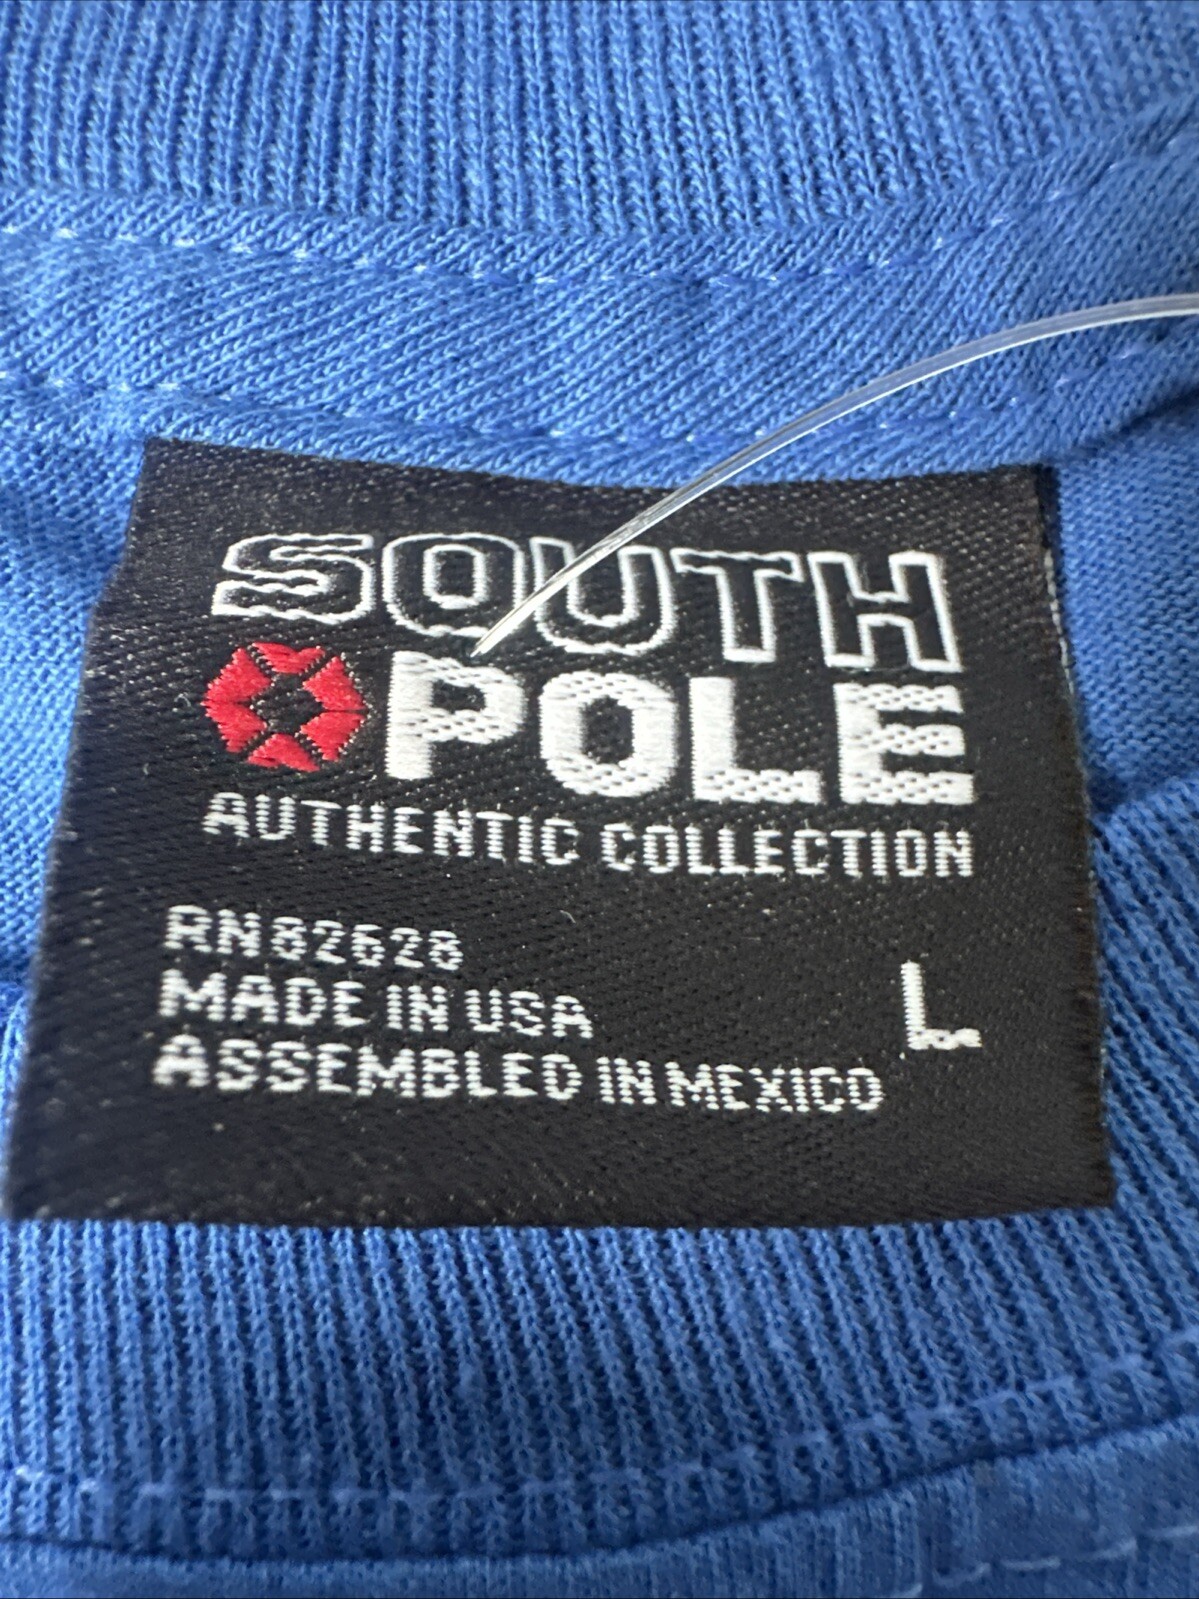 SOUTH
POLE
AUTHENTIC COLLECTION
RN82628
MADE IN USA
L
ASSEMBLED IN MEXICO